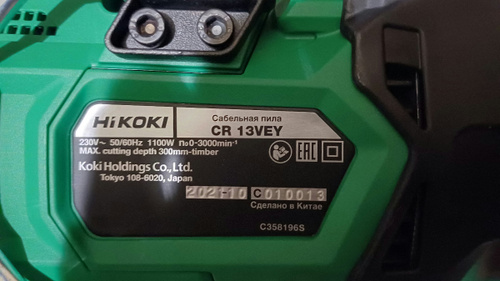 HiKOKI
Сабельная пила
CR 13VEY
230V~ 50/60Hz 1100W n₀0-3000min⁻¹
MAX. cutting depth 300mm-timber
Koki Holdings Co., Ltd.
Tokyo 108-6020, Japan
EAC
2021-10 C010013
Сделано в Китае
C358196S